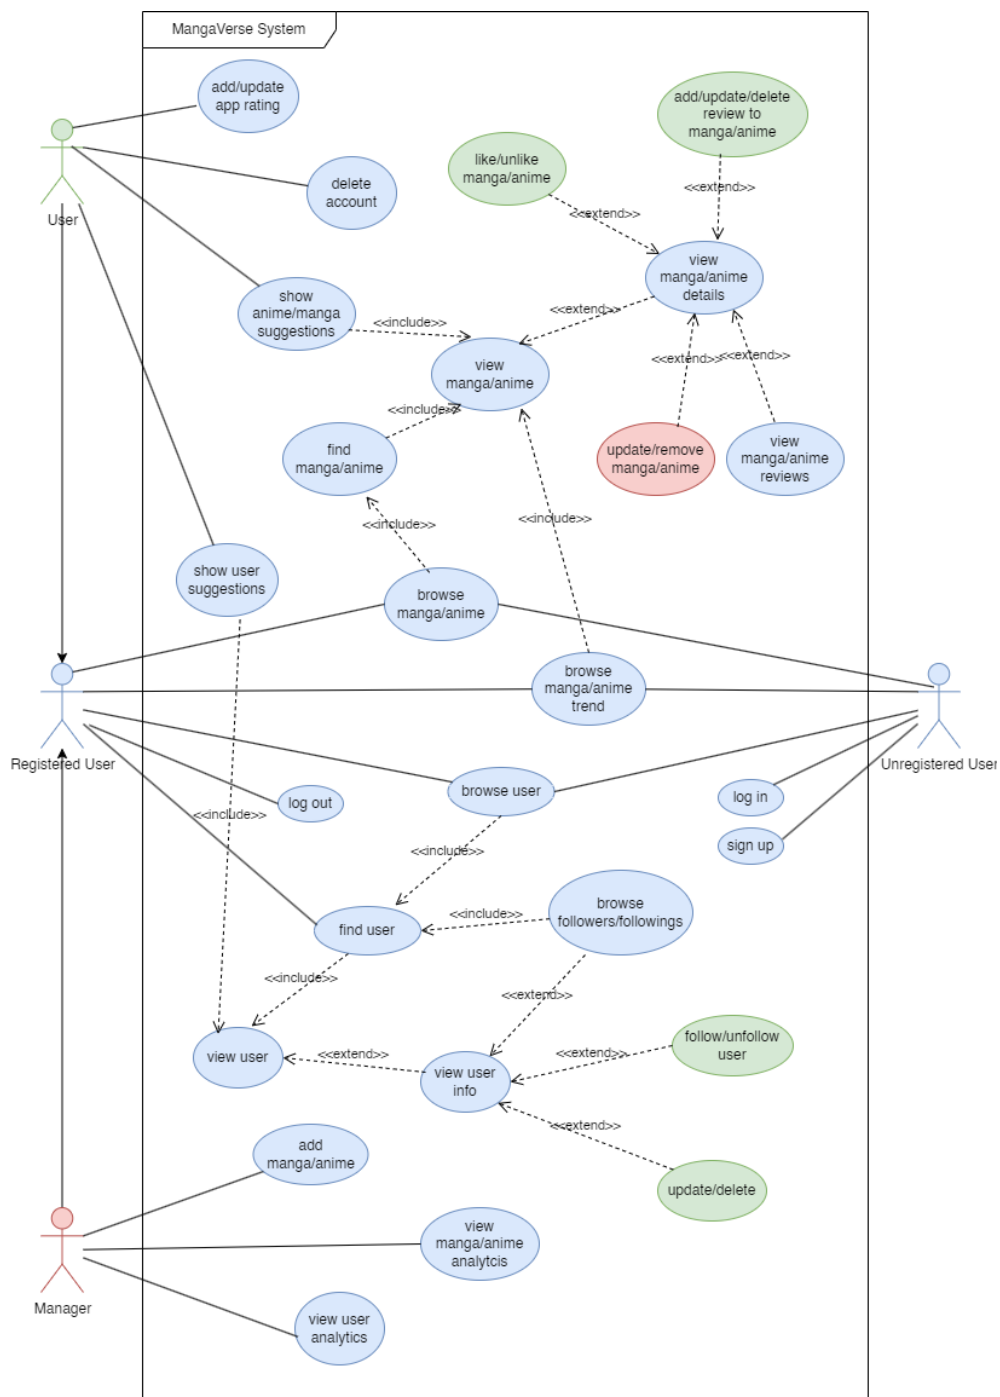 MangaVerse System
add/update
app rating
add/update/delete
review to
manga/anime
like/unlike
manga/anime
delete
account
<<extend>>
User
<<extend>>
view
manga/anime
details
show
anime/manga
suggestions
<<extend>>
<<include>>
view
manga/anime
<<extend>>
<<extend>>
<<include>>
find
manga/anime
update/remove
manga/anime
view
manga/anime
reviews
<<include>>
<<include>>
show user
suggestions
browse
manga/anime
browse
manga/anime
trend
Registered User
Unregistered User
browse user
log out
log in
<<include>>
sign up
<<include>>
browse
followers/followings
<<include>>
find user
<<include>>
<<extend>>
view user
<<extend>>
view user
info
<<extend>>
follow/unfollow
user
<<extend>>
add
manga/anime
update/delete
view
manga/anime
analytcis
Manager
view user
analytics